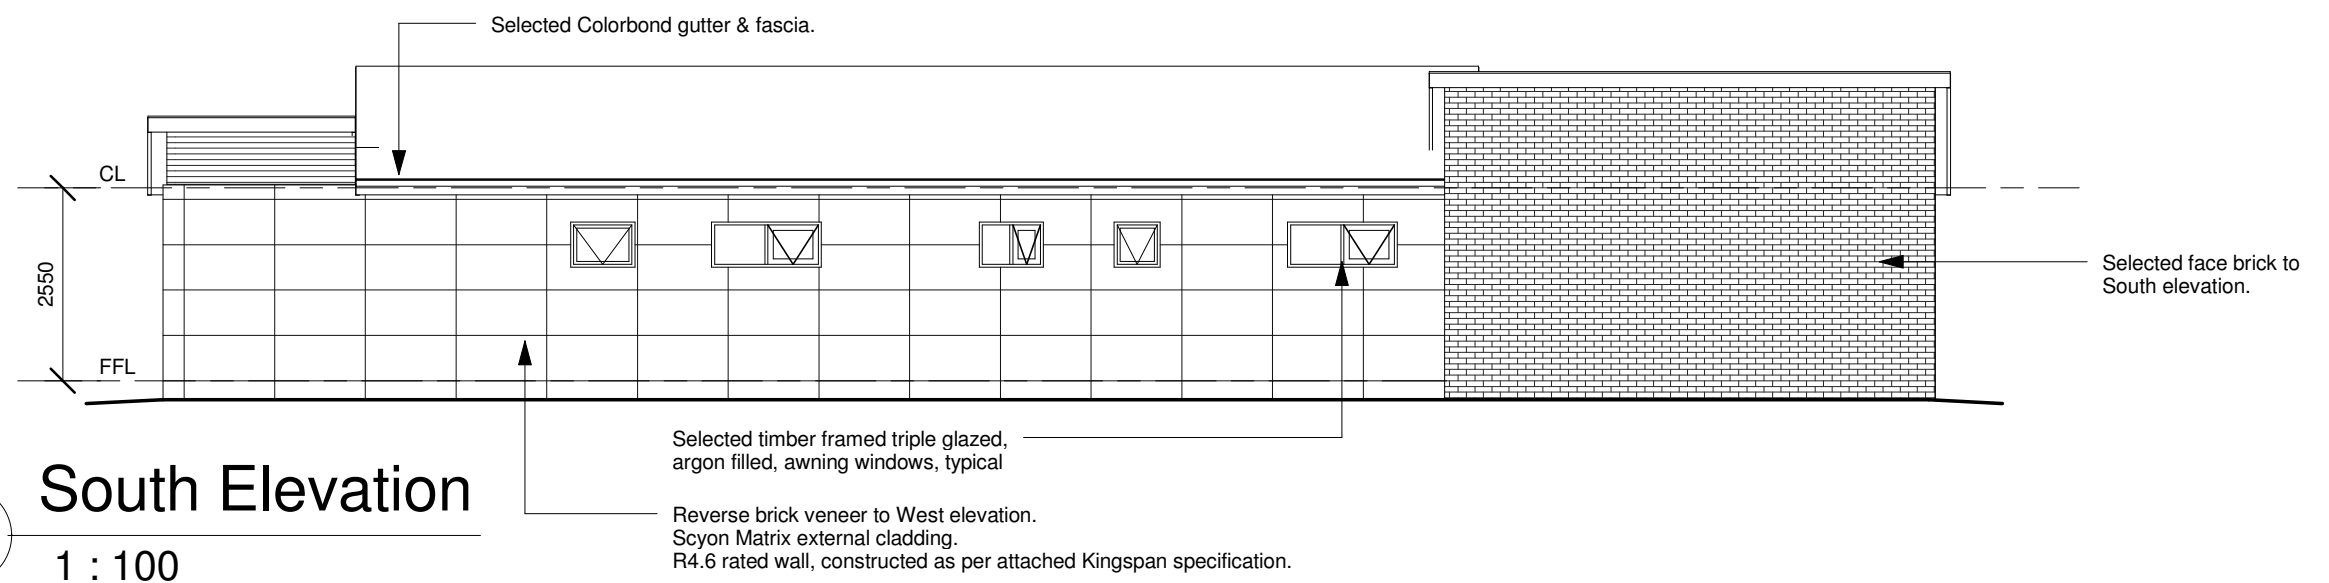 Selected Colorbond gutter & fascia.
CL
2550
FFL
Selected face brick to
South elevation.
Selected timber framed triple glazed,
argon filled, awning windows, typical
South Elevation
1 : 100
Reverse brick veneer to West elevation.
Scyon Matrix external cladding.
R4.6 rated wall, constructed as per attached Kingspan specification.